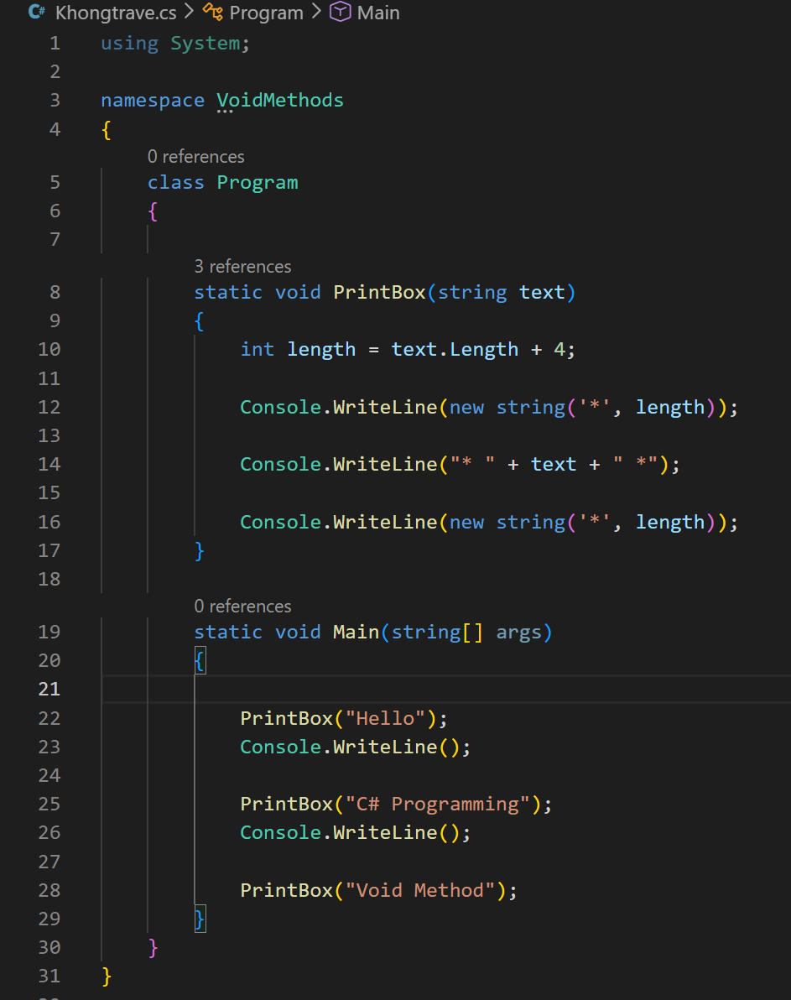 Khongtrave.cs > Program > Main
1 using System;
2
3 namespace VoidMethods
4 {
0 references
5 class Program
6 {
7
3 references
8 static void PrintBox(string text)
9 {
10 int length = text.Length + 4;
11
12 Console.WriteLine(new string('*', length));
13
14 Console.WriteLine("* " + text + " *");
15
16 Console.WriteLine(new string('*', length));
17 }
18
0 references
19 static void Main(string[] args)
20 {
21
22 PrintBox("Hello");
23 Console.WriteLine();
24
25 PrintBox("C# Programming");
26 Console.WriteLine();
27
28 PrintBox("Void Method");
29 }
30 }
31 }